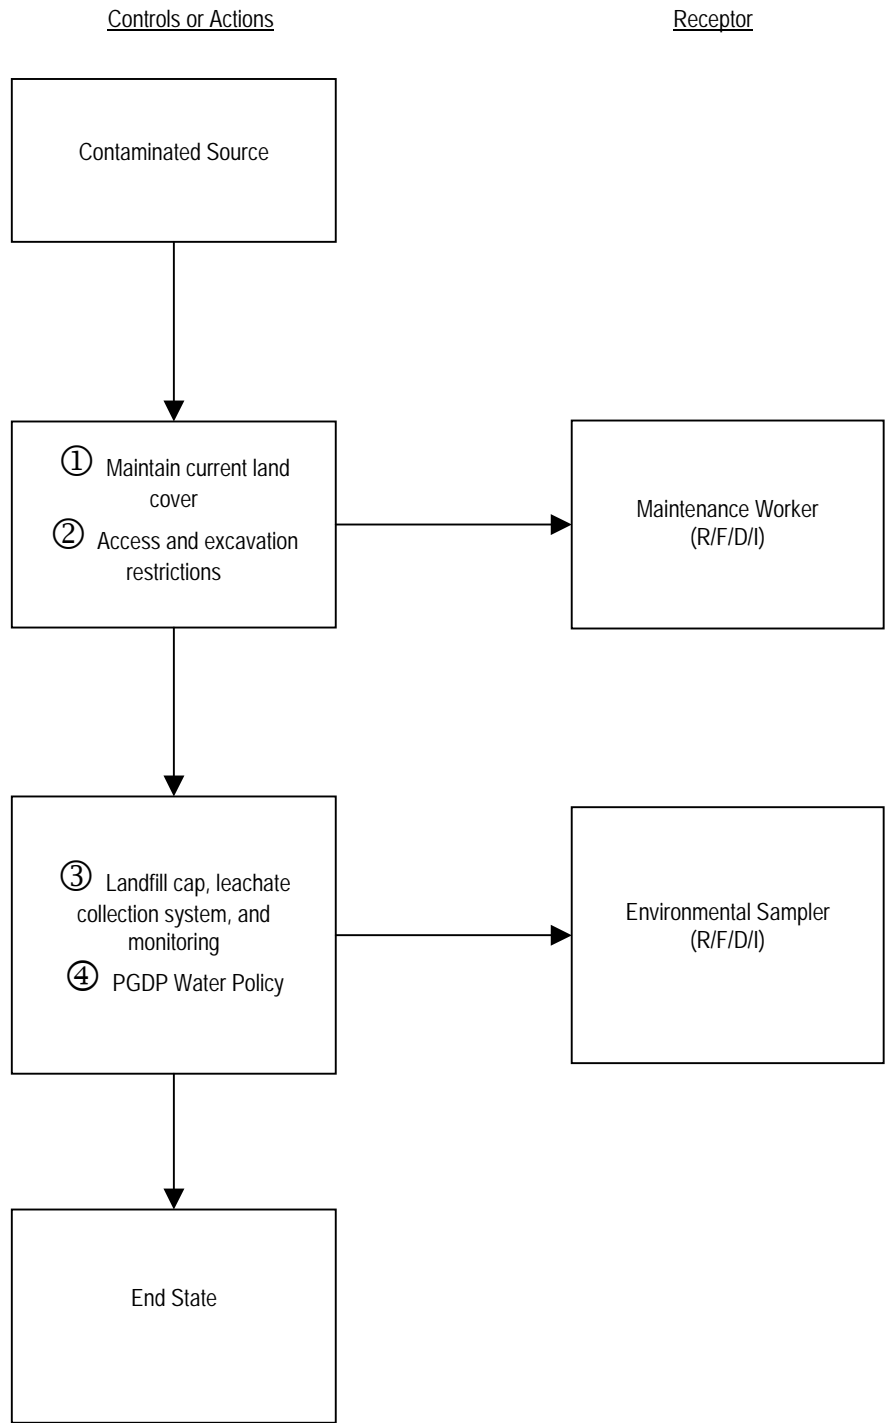 Controls or Actions
Receptor
Contaminated Source
① Maintain current land
cover
② Access and excavation
restrictions
Maintenance Worker
(R/F/D/I)
③ Landfill cap, leachate
collection system, and
monitoring
④ PGDP Water Policy
Environmental Sampler
(R/F/D/I)
End State